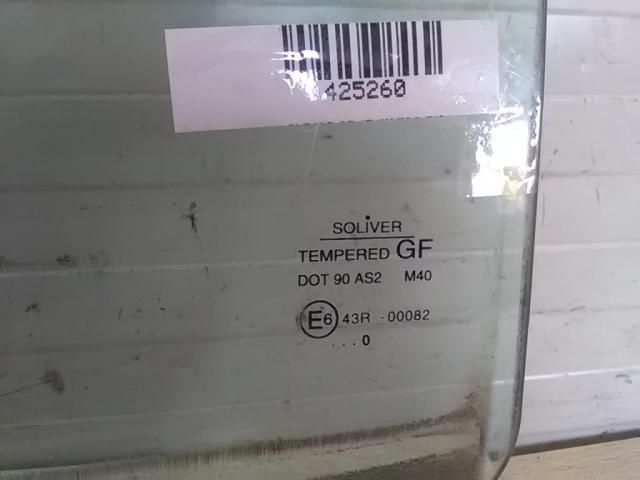 425260
SOLiVER
TEMPERED GF
DOT 90 AS2 M40
E6 43R -00082
...0